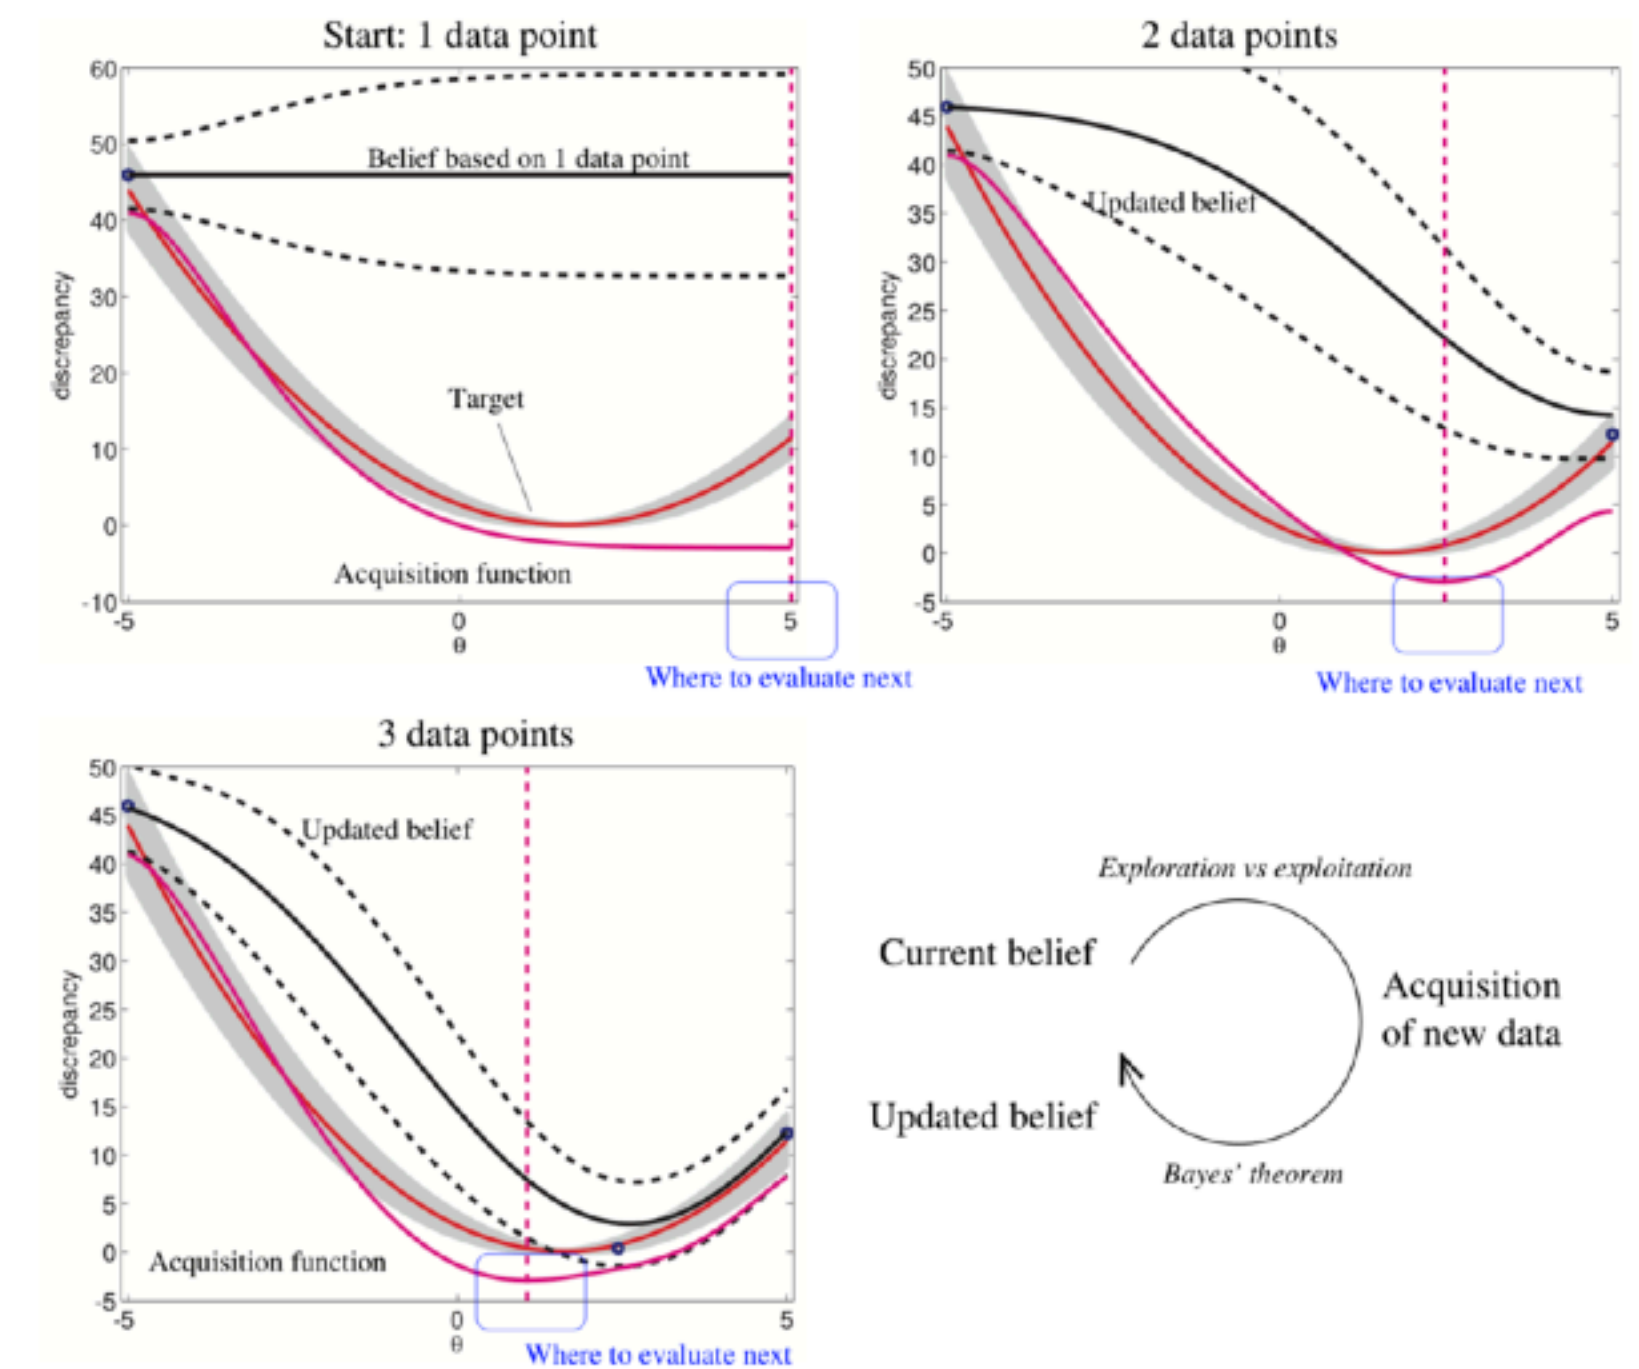 Start: 1 data point
60
50
40
30
20
10
0
-10
discrepancy
Belief based on 1 data point
Target
Acquisition function
-5
0
5
θ
Where to evaluate next
2 data points
50
45
40
35
30
25
20
15
10
5
0
-5
discrepancy
Updated belief
-5
0
5
θ
Where to evaluate next
3 data points
50
45
40
35
30
25
20
15
10
5
0
-5
discrepancy
Updated belief
Acquisition function
-5
0
5
θ
Where to evaluate next
Exploration vs exploitation
Current belief
Acquisition
of new data
Updated belief
Bayes' theorem